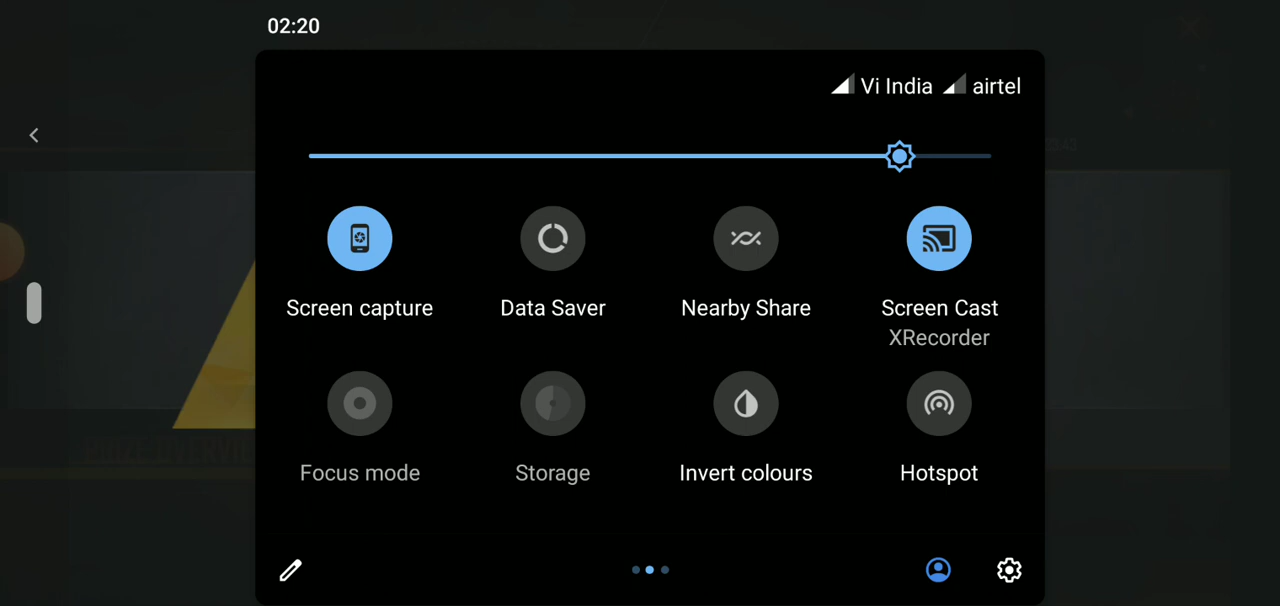 02:20
Vi India airtel
Screen capture Data Saver Nearby Share Screen Cast
XRecorder
Focus mode Storage Invert colours Hotspot